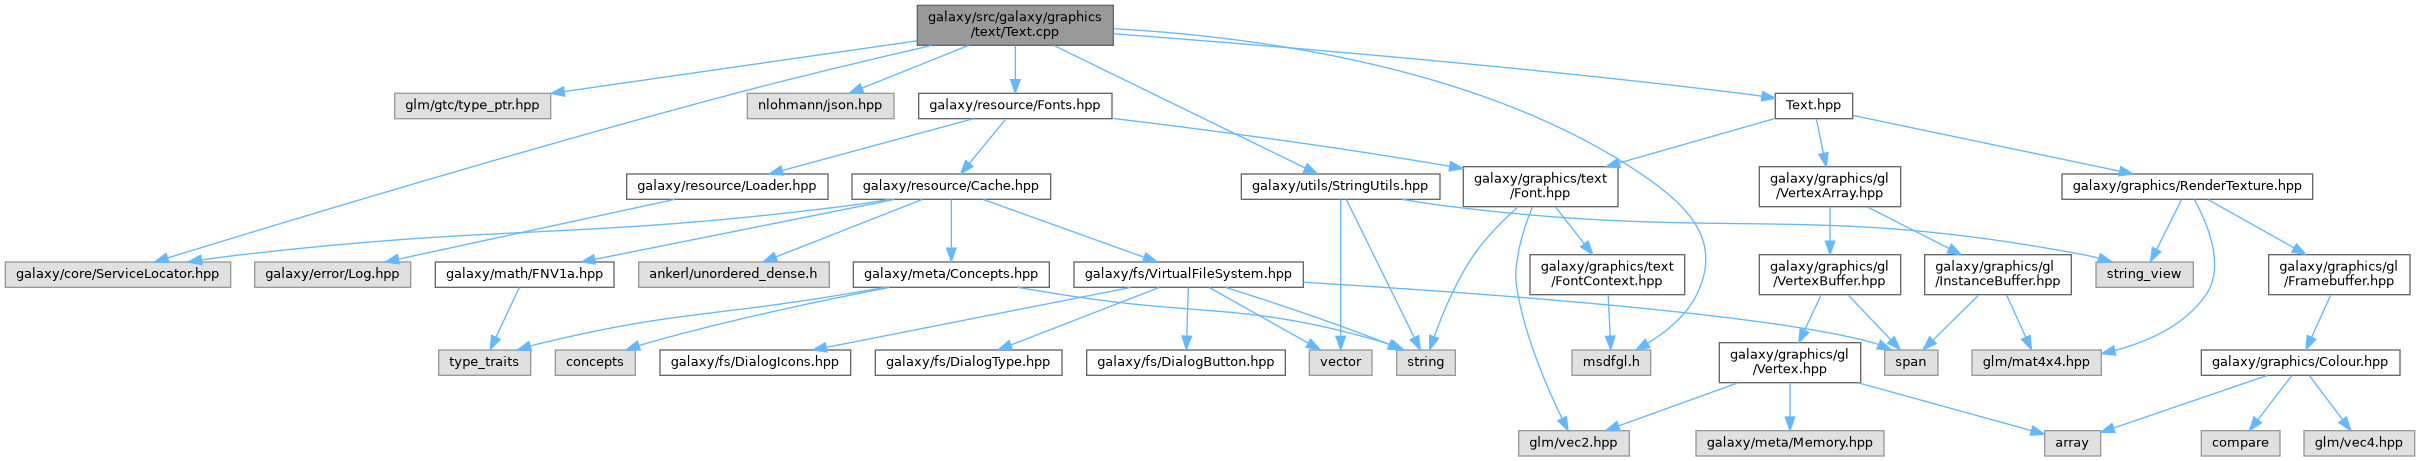 galaxy/src/galaxy/graphics
/text/Text.cpp
glm/gtc/type_ptr.hpp
nlohmann/json.hpp
galaxy/resource/Fonts.hpp
Text.hpp
galaxy/resource/Loader.hpp
galaxy/resource/Cache.hpp
galaxy/utils/StringUtils.hpp
galaxy/graphics/text
/Font.hpp
galaxy/graphics/gl
/VertexArray.hpp
galaxy/graphics/RenderTexture.hpp
galaxy/core/ServiceLocator.hpp
galaxy/error/Log.hpp
galaxy/math/FNV1a.hpp
ankerl/unordered_dense.h
galaxy/meta/Concepts.hpp
galaxy/fs/VirtualFileSystem.hpp
galaxy/graphics/text
/FontContext.hpp
galaxy/graphics/gl
/VertexBuffer.hpp
galaxy/graphics/gl
/InstanceBuffer.hpp
string_view
galaxy/graphics/gl
/Framebuffer.hpp
type_traits
concepts
galaxy/fs/DialogIcons.hpp
galaxy/fs/DialogType.hpp
galaxy/fs/DialogButton.hpp
vector
string
msdfgl.h
galaxy/graphics/gl
/Vertex.hpp
span
glm/mat4x4.hpp
galaxy/graphics/Colour.hpp
glm/vec2.hpp
galaxy/meta/Memory.hpp
array
compare
glm/vec4.hpp